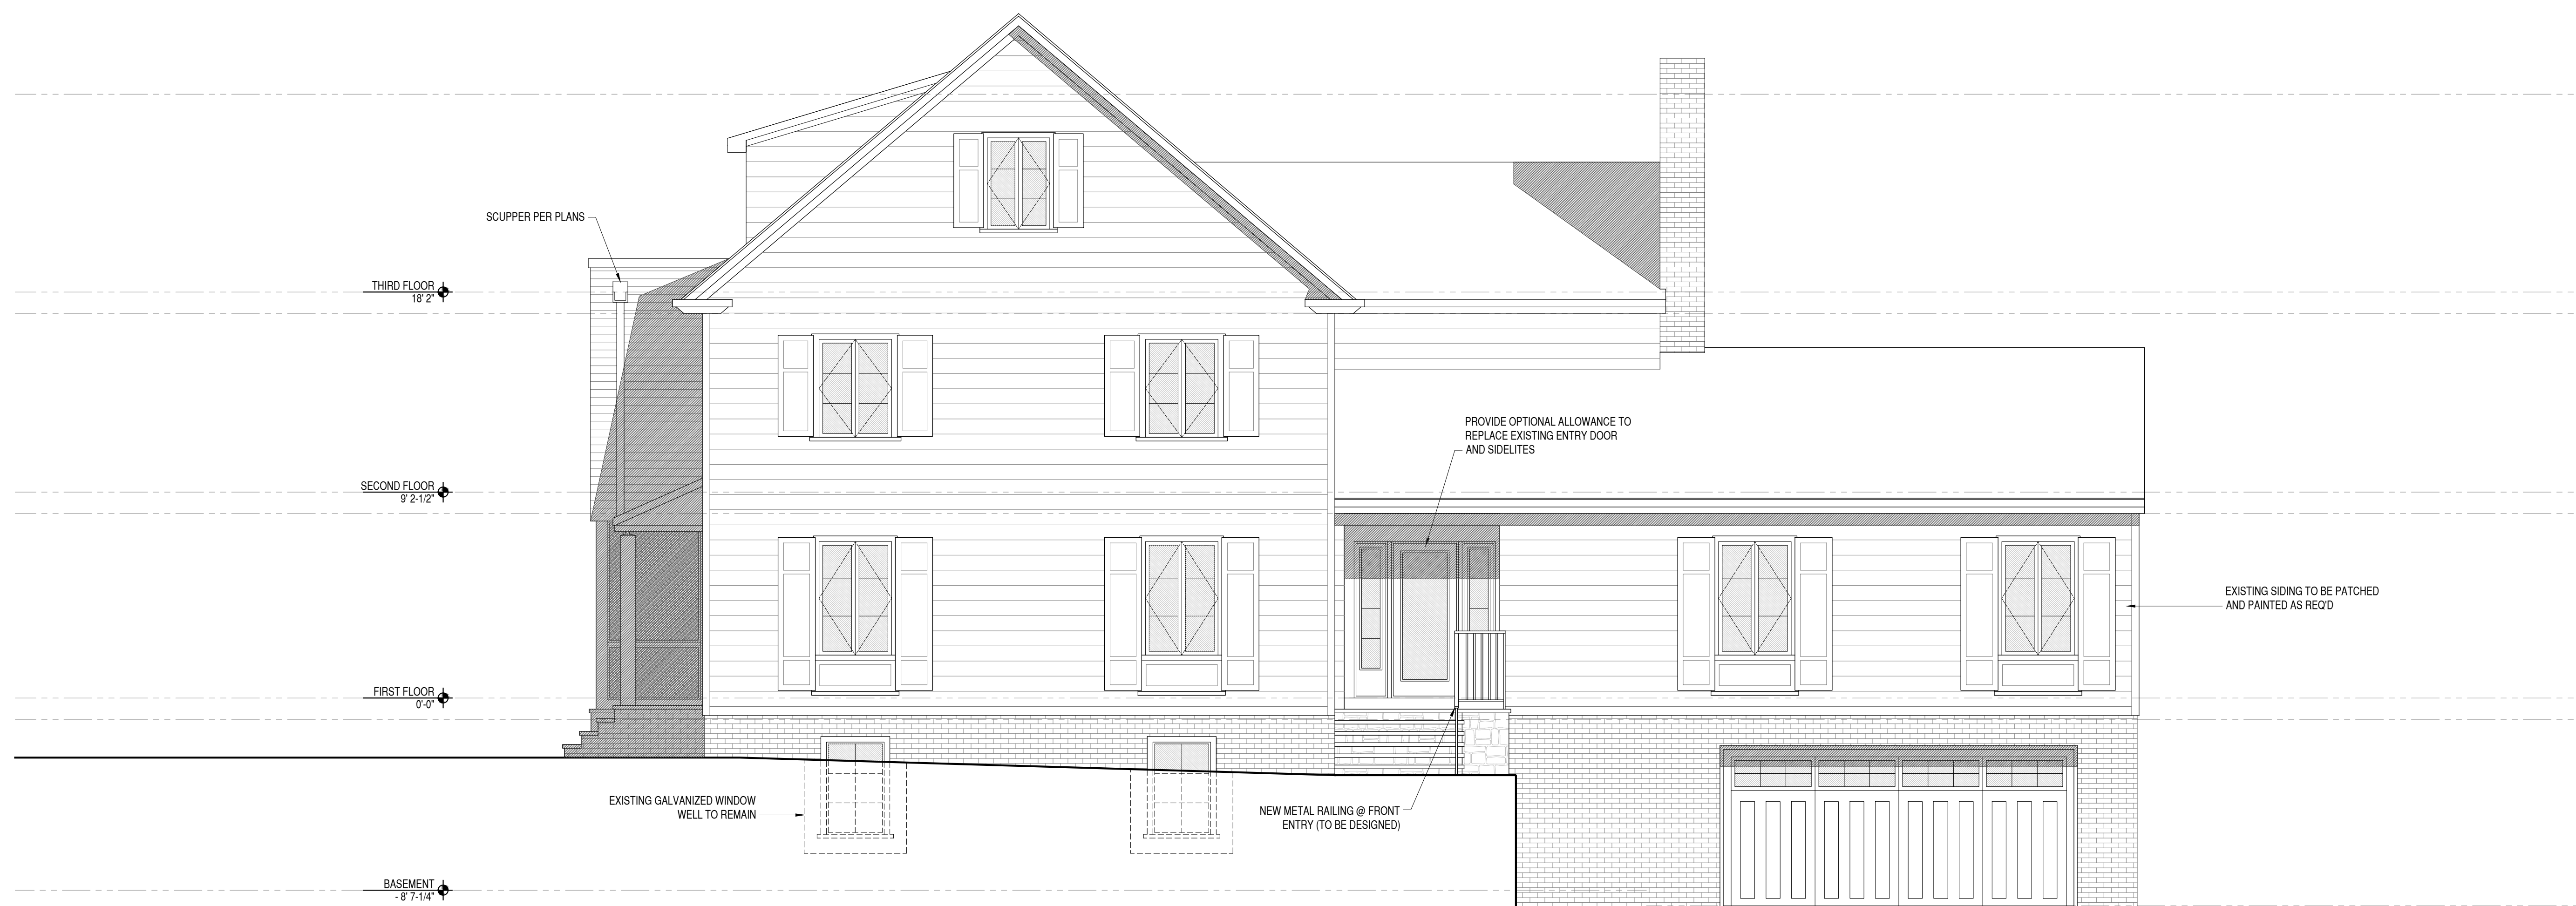 SCUPPER PER PLANS
THIRD FLOOR
18' 2"
PROVIDE OPTIONAL ALLOWANCE TO
REPLACE EXISTING ENTRY DOOR
AND SIDELITES
SECOND FLOOR
9' 2-1/2"
EXISTING SIDING TO BE PATCHED
AND PAINTED AS REQ'D
FIRST FLOOR
0'-0"
EXISTING GALVANIZED WINDOW
WELL TO REMAIN
NEW METAL RAILING @ FRONT
ENTRY (TO BE DESIGNED)
BASEMENT
- 8' 7-1/4"